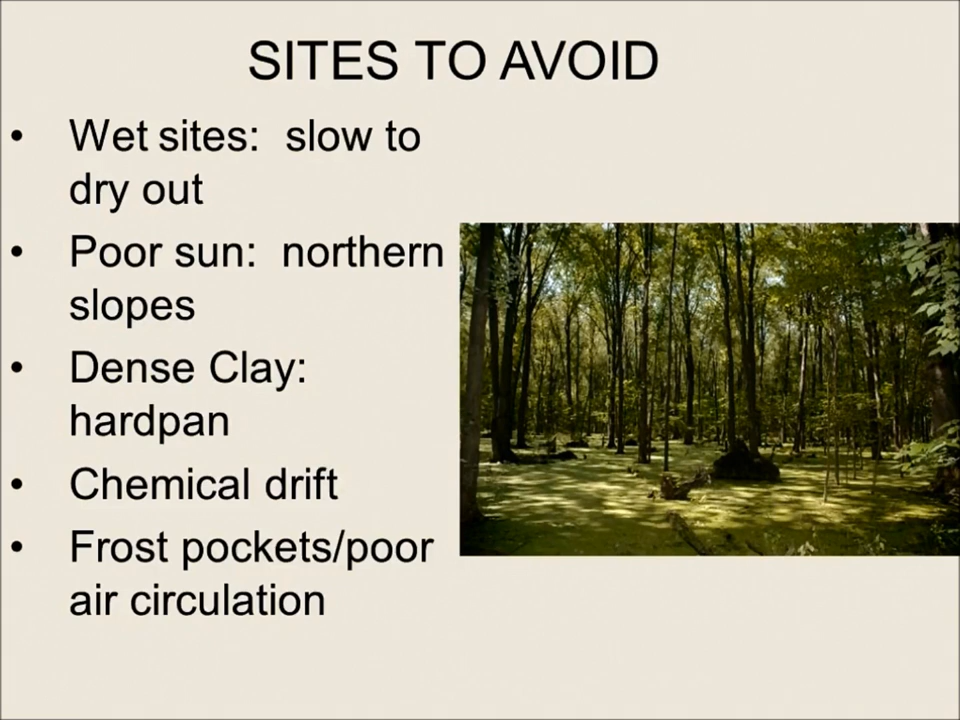 SITES TO AVOID
• Wet sites: slow to
dry out
• Poor sun: northern
slopes
• Dense Clay:
hardpan
• Chemical drift
• Frost pockets/poor
air circulation